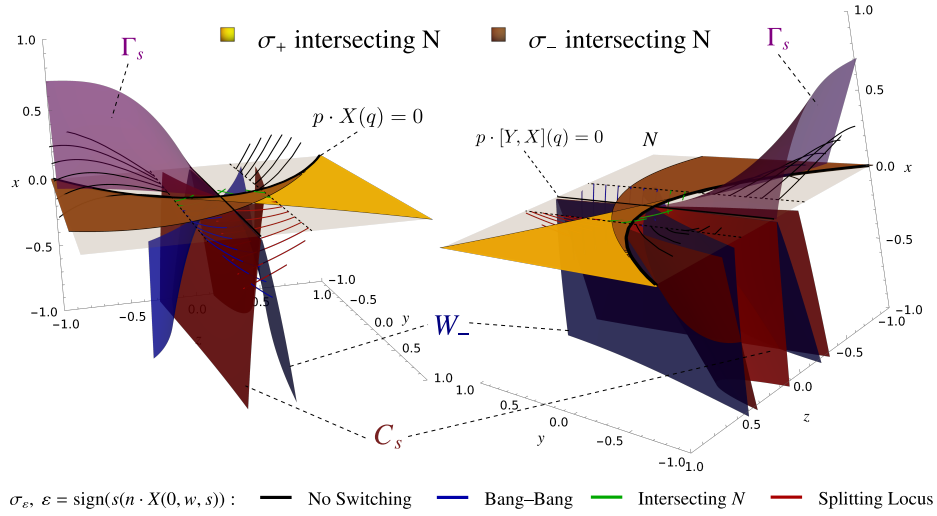 σ₊ intersecting N
σ₋ intersecting N
Γₛ
Γₛ
p · X(q) = 0
p · [Y, X](q) = 0
N
1.0
0.5
x
0.0
−0.5
−1.0
−1.0
−0.5
0.0
0.5
1.0
−1.0
−0.5
y
0.0
0.5
1.0
1.0
0.5
x
0.0
−0.5
−1.0
−1.0
−0.5
0.0
z
0.5
1.0
1.0
0.5
y
0.0
−0.5
−1.0
W₋
Cₛ
σ_ε, ε = sign(s(n · X(0, w, s)) :
No Switching
Bang–Bang
Intersecting N
Splitting Locus